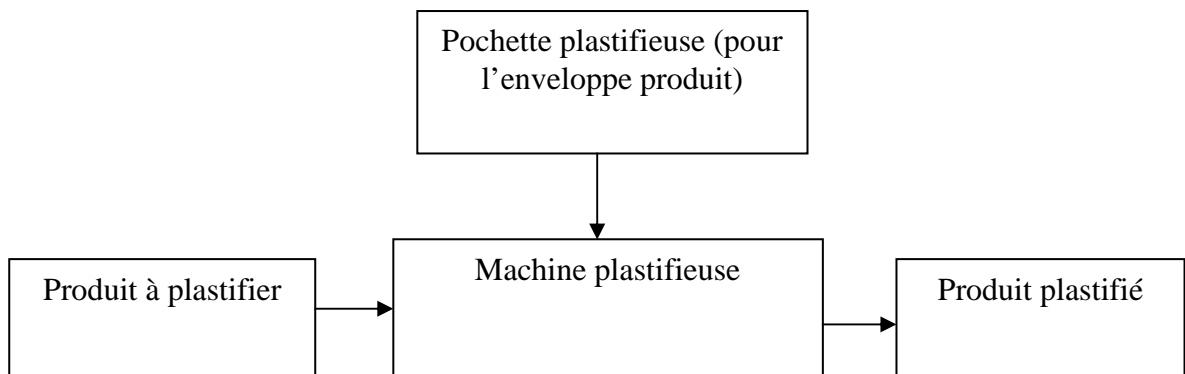 Pochette plastifieuse (pour
l’enveloppe produit)
Produit à plastifier
Machine plastifieuse
Produit plastifié